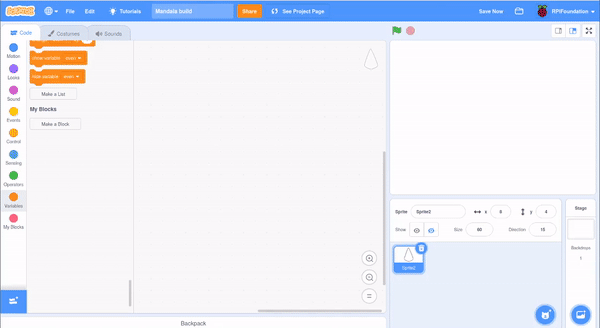 SCRATCH
File
Edit
Tutorials
Mandala build
Share
See Project Page
Save Now
RPiFoundation
Code
Costumes
Sounds
Motion
Looks
Sound
Events
Control
Sensing
Operators
Variables
My Blocks
show variable
hide variable
Make a List
My Blocks
Make a Block
Sprite
Sprite2
x
0
y
4
Show
Size
60
Direction
15
Sprite2
Stage
Backdrops
1
Backpack